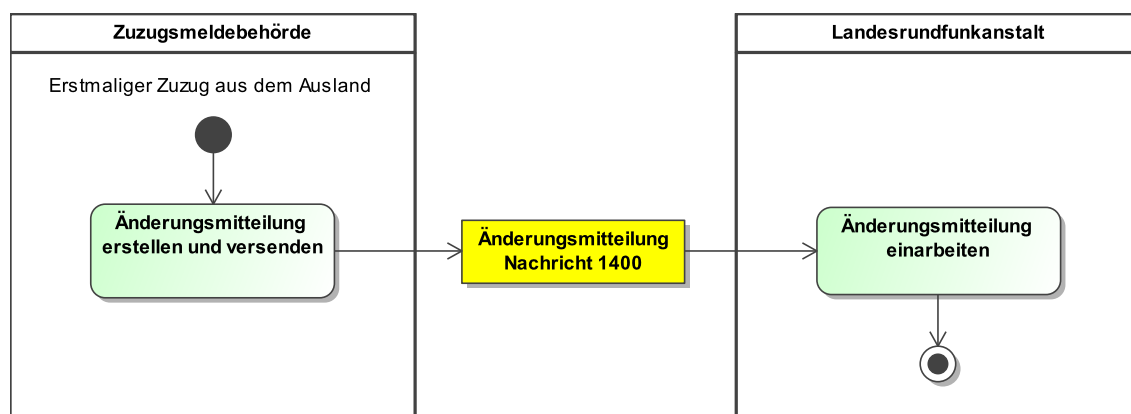 Zuzugsmeldebehörde
Landesrundfunkanstalt
Erstmaliger Zuzug aus dem Ausland
Änderungsmitteilung
erstellen und versenden
Änderungsmitteilung
Nachricht 1400
Änderungsmitteilung
einarbeiten